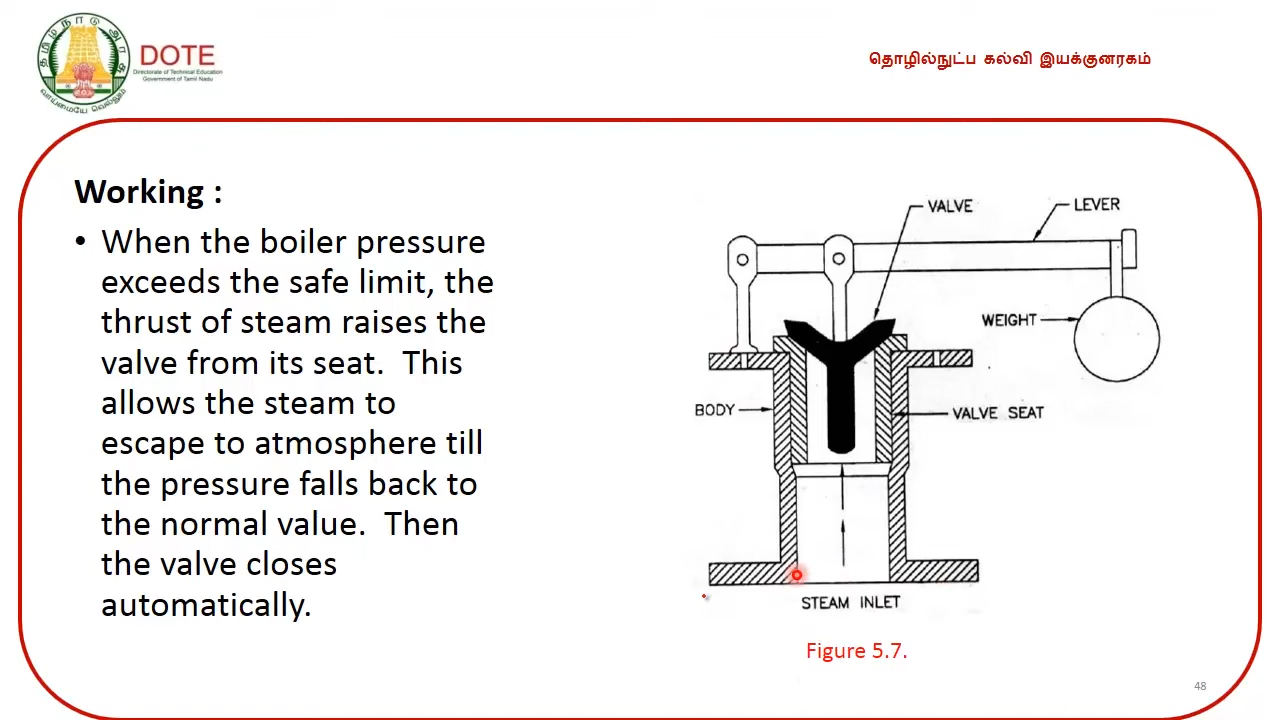 தமிழ்நாடு அரசு
வாய்மையே வெல்லும்
DOTE
Directorate of Technical Education
Government of Tamil Nadu
தொழில்நுட்ப கல்வி இயக்குனரகம்
Working :
• When the boiler pressure
exceeds the safe limit, the
thrust of steam raises the
valve from its seat.  This
allows the steam to
escape to atmosphere till
the pressure falls back to
the normal value.  Then
the valve closes
automatically.
VALVE
LEVER
WEIGHT
BODY
VALVE SEAT
STEAM INLET
Figure 5.7.
48